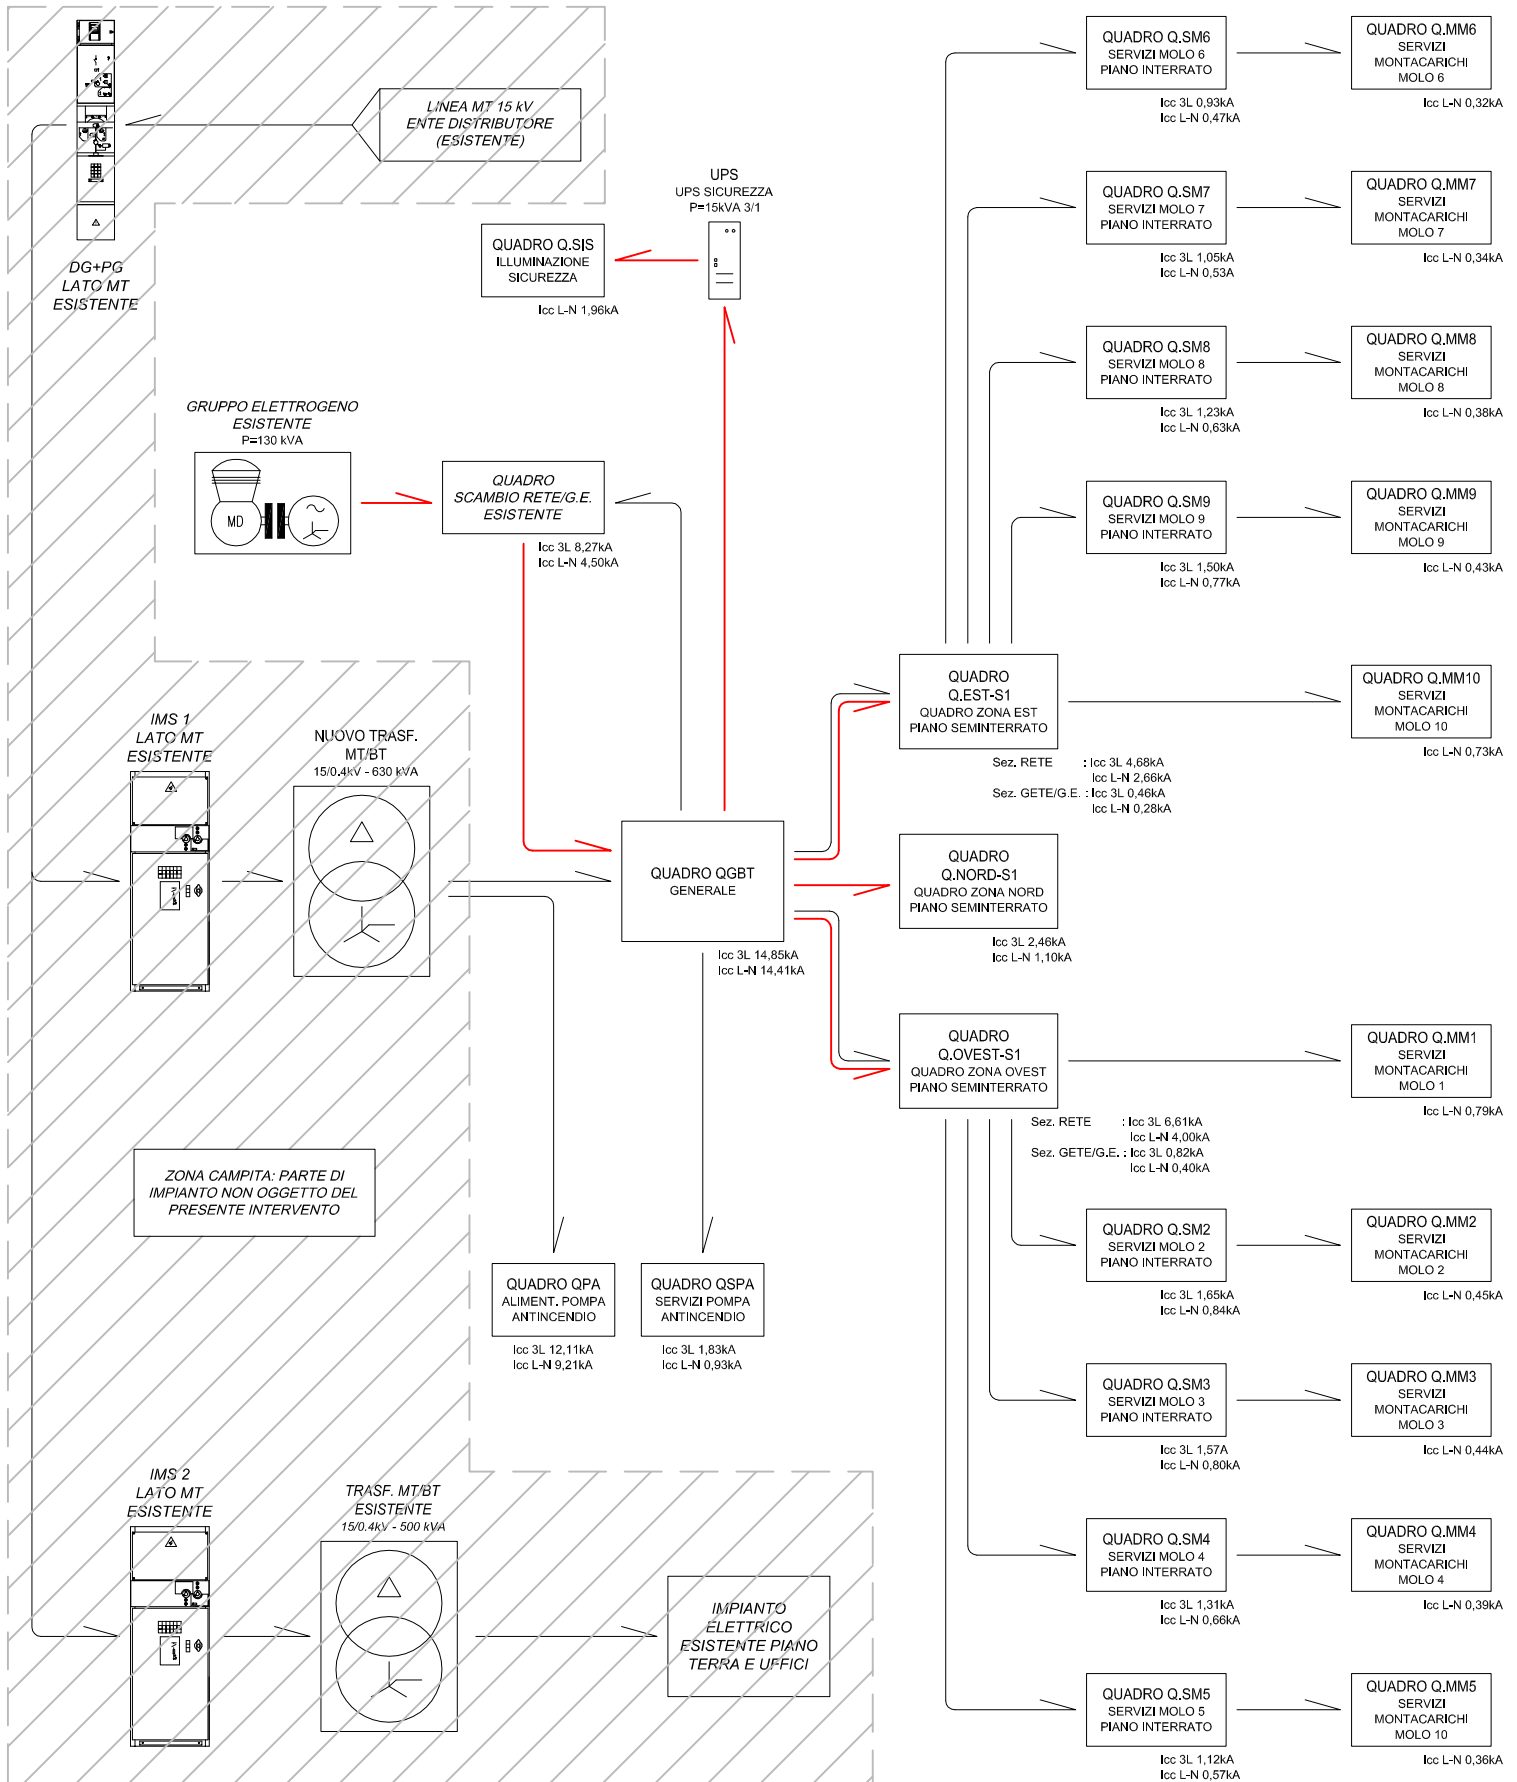 LINEA MT 15 kV
ENTE DISTRIBUTORE
(ESISTENTE)
DG+PG
LATO MT
ESISTENTE
UPS
UPS SICUREZZA
P=15kVA 3/1
QUADRO Q.SIS
ILLUMINAZIONE
SICUREZZA
Icc L-N 1,96kA
GRUPPO ELETTROGENO
ESISTENTE
P=130 kVA
MD
QUADRO
SCAMBIO RETE/G.E.
ESISTENTE
Icc 3L 8,27kA
Icc L-N 4,50kA
IMS 1
LATO MT
ESISTENTE
NUOVO TRASF.
MT/BT
15/0.4kV - 630 kVA
QUADRO QGBT
GENERALE
Icc 3L 14,85kA
Icc L-N 14,41kA
ZONA CAMPITA: PARTE DI
IMPIANTO NON OGGETTO DEL
PRESENTE INTERVENTO
QUADRO QPA
ALIMENT. POMPA
ANTINCENDIO
Icc 3L 12,11kA
Icc L-N 9,21kA
QUADRO QSPA
SERVIZI POMPA
ANTINCENDIO
Icc 3L 1,83kA
Icc L-N 0,93kA
IMS 2
LATO MT
ESISTENTE
TRASF. MT/BT
ESISTENTE
15/0.4kV - 500 kVA
IMPIANTO
ELETTRICO
ESISTENTE PIANO
TERRA E UFFICI
QUADRO Q.SM6
SERVIZI MOLO 6
PIANO INTERRATO
Icc 3L 0,93kA
Icc L-N 0,47kA
QUADRO Q.MM6
SERVIZI
MONTACARICHI
MOLO 6
Icc L-N 0,32kA
QUADRO Q.SM7
SERVIZI MOLO 7
PIANO INTERRATO
Icc 3L 1,05kA
Icc L-N 0,53A
QUADRO Q.MM7
SERVIZI
MONTACARICHI
MOLO 7
Icc L-N 0,34kA
QUADRO Q.SM8
SERVIZI MOLO 8
PIANO INTERRATO
Icc 3L 1,23kA
Icc L-N 0,63kA
QUADRO Q.MM8
SERVIZI
MONTACARICHI
MOLO 8
Icc L-N 0,38kA
QUADRO Q.SM9
SERVIZI MOLO 9
PIANO INTERRATO
Icc 3L 1,50kA
Icc L-N 0,77kA
QUADRO Q.MM9
SERVIZI
MONTACARICHI
MOLO 9
Icc L-N 0,43kA
QUADRO
Q.EST-S1
QUADRO ZONA EST
PIANO SEMINTERRATO
Sez. RETE : Icc 3L 4,68kA
Icc L-N 2,66kA
Sez. GETE/G.E. : Icc 3L 0,46kA
Icc L-N 0,28kA
QUADRO Q.MM10
SERVIZI
MONTACARICHI
MOLO 10
Icc L-N 0,73kA
QUADRO
Q.NORD-S1
QUADRO ZONA NORD
PIANO SEMINTERRATO
Icc 3L 2,46kA
Icc L-N 1,10kA
QUADRO
Q.OVEST-S1
QUADRO ZONA OVEST
PIANO SEMINTERRATO
Sez. RETE : Icc 3L 6,61kA
Icc L-N 4,00kA
Sez. GETE/G.E. : Icc 3L 0,82kA
Icc L-N 0,40kA
QUADRO Q.MM1
SERVIZI
MONTACARICHI
MOLO 1
Icc L-N 0,79kA
QUADRO Q.SM2
SERVIZI MOLO 2
PIANO INTERRATO
Icc 3L 1,65kA
Icc L-N 0,84kA
QUADRO Q.MM2
SERVIZI
MONTACARICHI
MOLO 2
Icc L-N 0,45kA
QUADRO Q.SM3
SERVIZI MOLO 3
PIANO INTERRATO
Icc 3L 1,57A
Icc L-N 0,80kA
QUADRO Q.MM3
SERVIZI
MONTACARICHI
MOLO 3
Icc L-N 0,44kA
QUADRO Q.SM4
SERVIZI MOLO 4
PIANO INTERRATO
Icc 3L 1,31kA
Icc L-N 0,66kA
QUADRO Q.MM4
SERVIZI
MONTACARICHI
MOLO 4
Icc L-N 0,39kA
QUADRO Q.SM5
SERVIZI MOLO 5
PIANO INTERRATO
Icc 3L 1,12kA
Icc L-N 0,57kA
QUADRO Q.MM5
SERVIZI
MONTACARICHI
MOLO 10
Icc L-N 0,36kA